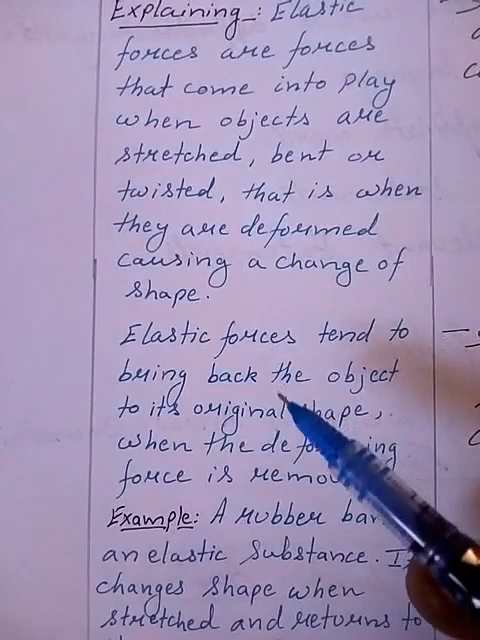 Explaining : Elastic
forces are forces
that come into play
when objects are
stretched, bent or
twisted, that is when
they are deformed
causing a change of
shape.
Elastic forces tend to
bring back the object
to its original shape,
when the deforming
force is
Example: A rubber
an elastic substance.
changes shape when
stretched and returns to